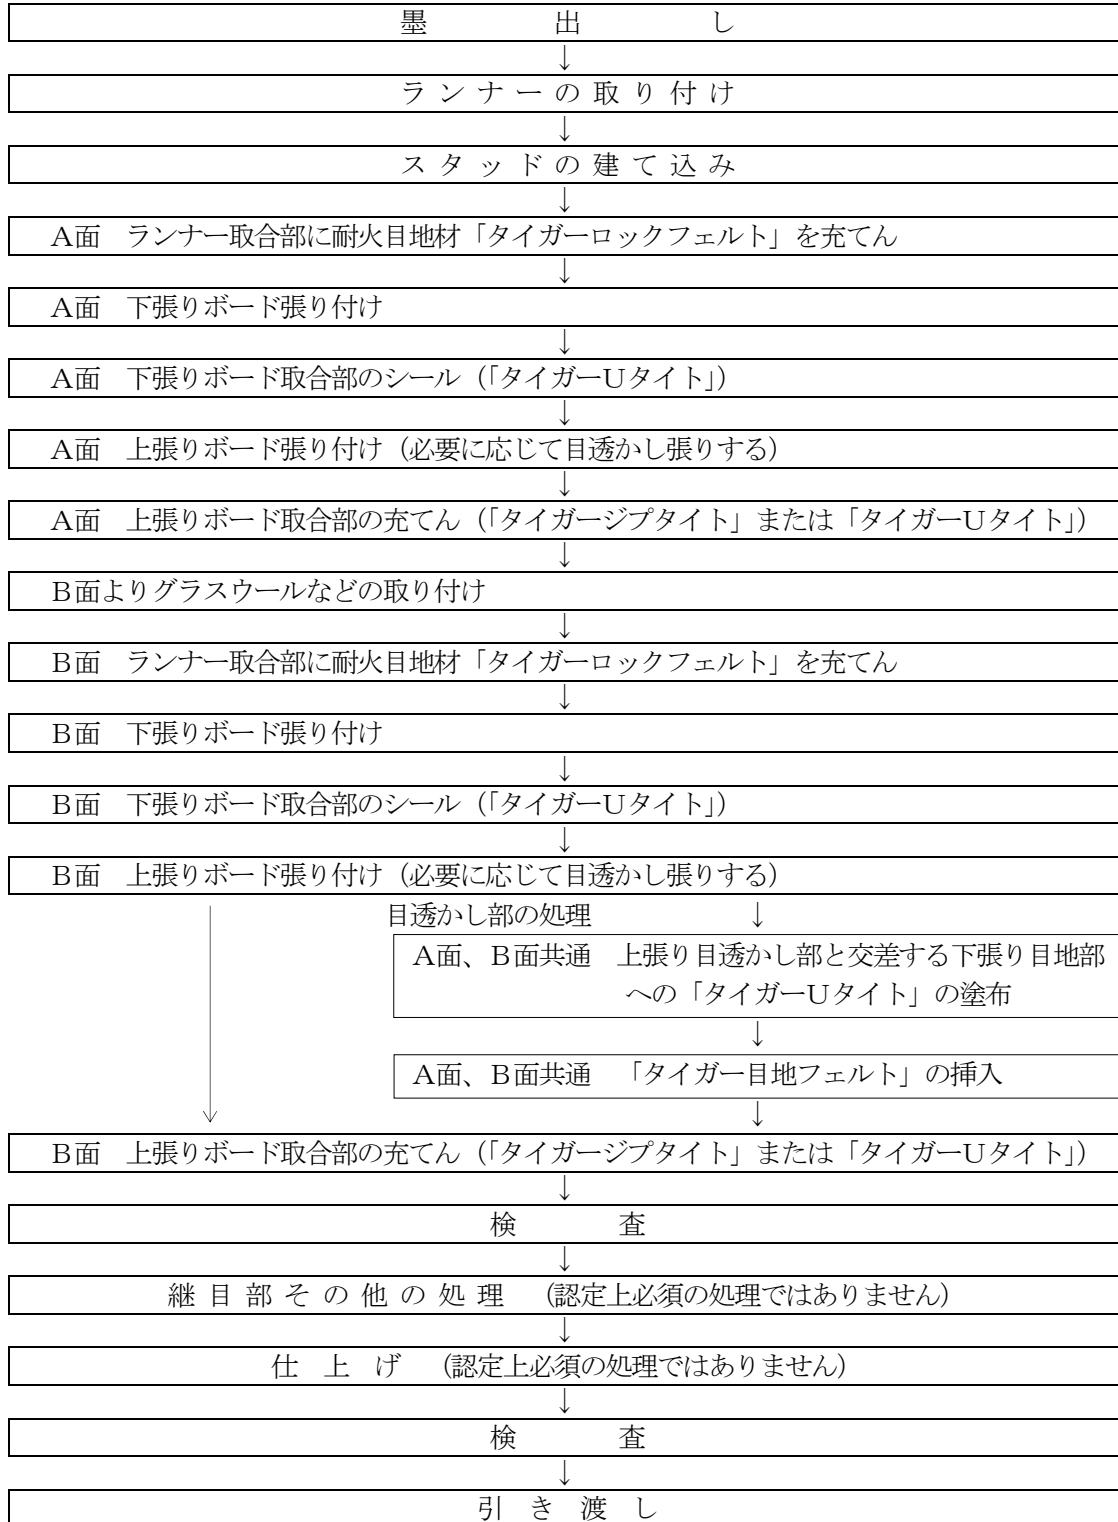 墨出し
↓
ランナーの取り付け
↓
スタッドの建て込み
↓
A面 ランナー取合部に耐火目地材「タイガーロックフェルト」を充てん
↓
A面 下張りボード張り付け
↓
A面 下張りボード取合部のシール(「タイガーUタイト」)
↓
A面 上張りボード張り付け(必要に応じて目透かし張りする)
↓
A面 上張りボード取合部の充てん(「タイガージプタイト」または「タイガーUタイト」)
↓
B面よりグラスウールなどの取り付け
↓
B面 ランナー取合部に耐火目地材「タイガーロックフェルト」を充てん
↓
B面 下張りボード張り付け
↓
B面 下張りボード取合部のシール(「タイガーUタイト」)
↓
B面 上張りボード張り付け(必要に応じて目透かし張りする)
目透かし部の処理 ↓
A面、B面共通 上張り目透かし部と交差する下張り目地部
への「タイガーUタイト」の塗布
↓
A面、B面共通 「タイガー目地フェルト」の挿入
↓
B面 上張りボード取合部の充てん(「タイガージプタイト」または「タイガーUタイト」)
↓
検査
↓
継目部その他の処理 (認定上必須の処理ではありません)
↓
仕上げ (認定上必須の処理ではありません)
↓
検査
↓
引き渡し